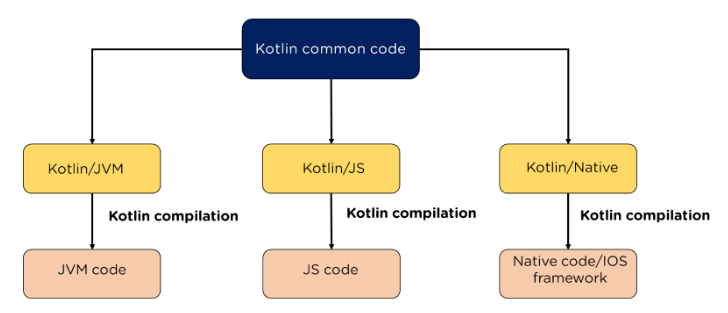 Kotlin common code
Kotlin/JVM
Kotlin/JS
Kotlin/Native
Kotlin compilation
Kotlin compilation
Kotlin compilation
JVM code
JS code
Native code/IOS
framework